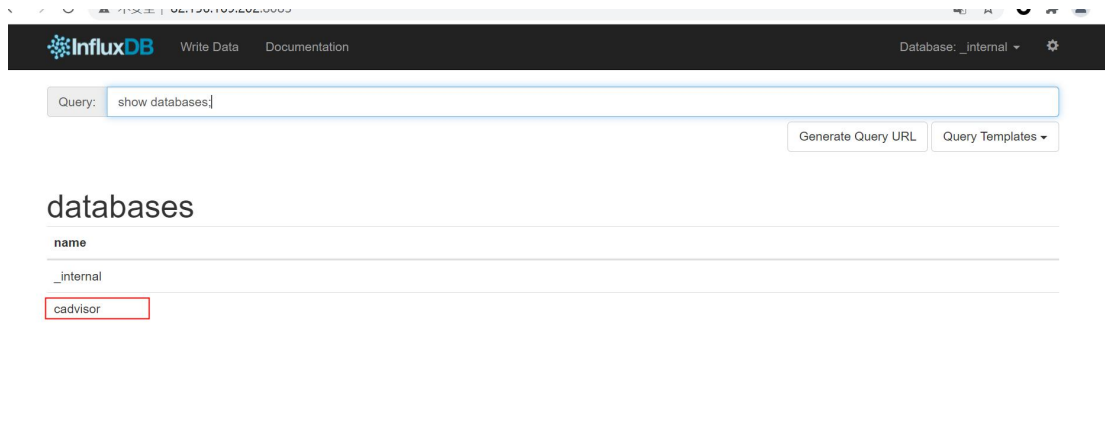 InfluxDB Write Data Documentation Database: _internal
Query: show databases;
Generate Query URL Query Templates
databases
name
_internal
cadvisor